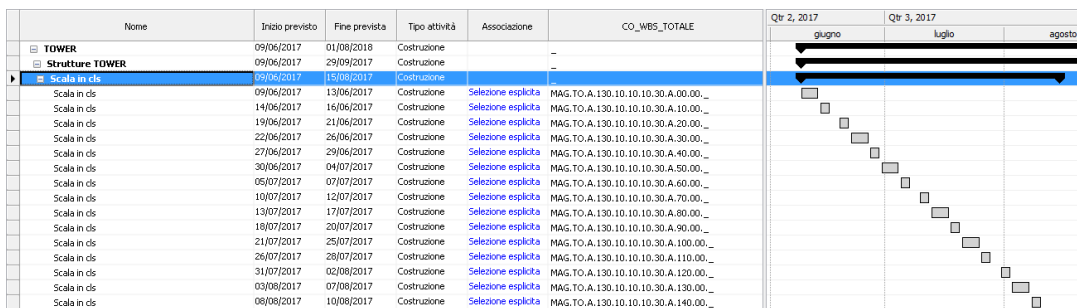 Nome Inizio previsto Fine prevista Tipo attività Associazione CO_WBS_TOTALE Qtr 2, 2017 Qtr 3, 2017
giugno luglio agosto
TOWER 09/06/2017 01/08/2018 Costruzione _
Strutture TOWER 09/06/2017 29/09/2017 Costruzione _
Scala in cls 09/06/2017 15/08/2017 Costruzione _
Scala in cls 09/06/2017 13/06/2017 Costruzione Selezione esplicita MAG.TO.A.130.10.10.10.30.A.00.00._
Scala in cls 14/06/2017 16/06/2017 Costruzione Selezione esplicita MAG.TO.A.130.10.10.10.30.A.10.00._
Scala in cls 19/06/2017 21/06/2017 Costruzione Selezione esplicita MAG.TO.A.130.10.10.10.30.A.20.00._
Scala in cls 22/06/2017 26/06/2017 Costruzione Selezione esplicita MAG.TO.A.130.10.10.10.30.A.30.00._
Scala in cls 27/06/2017 29/06/2017 Costruzione Selezione esplicita MAG.TO.A.130.10.10.10.30.A.40.00._
Scala in cls 30/06/2017 04/07/2017 Costruzione Selezione esplicita MAG.TO.A.130.10.10.10.30.A.50.00._
Scala in cls 05/07/2017 07/07/2017 Costruzione Selezione esplicita MAG.TO.A.130.10.10.10.30.A.60.00._
Scala in cls 10/07/2017 12/07/2017 Costruzione Selezione esplicita MAG.TO.A.130.10.10.10.30.A.70.00._
Scala in cls 13/07/2017 17/07/2017 Costruzione Selezione esplicita MAG.TO.A.130.10.10.10.30.A.80.00._
Scala in cls 18/07/2017 20/07/2017 Costruzione Selezione esplicita MAG.TO.A.130.10.10.10.30.A.90.00._
Scala in cls 21/07/2017 25/07/2017 Costruzione Selezione esplicita MAG.TO.A.130.10.10.10.30.A.100.00._
Scala in cls 26/07/2017 28/07/2017 Costruzione Selezione esplicita MAG.TO.A.130.10.10.10.30.A.110.00._
Scala in cls 31/07/2017 02/08/2017 Costruzione Selezione esplicita MAG.TO.A.130.10.10.10.30.A.120.00._
Scala in cls 03/08/2017 07/08/2017 Costruzione Selezione esplicita MAG.TO.A.130.10.10.10.30.A.130.00._
Scala in cls 08/08/2017 10/08/2017 Costruzione Selezione esplicita MAG.TO.A.130.10.10.10.30.A.140.00._